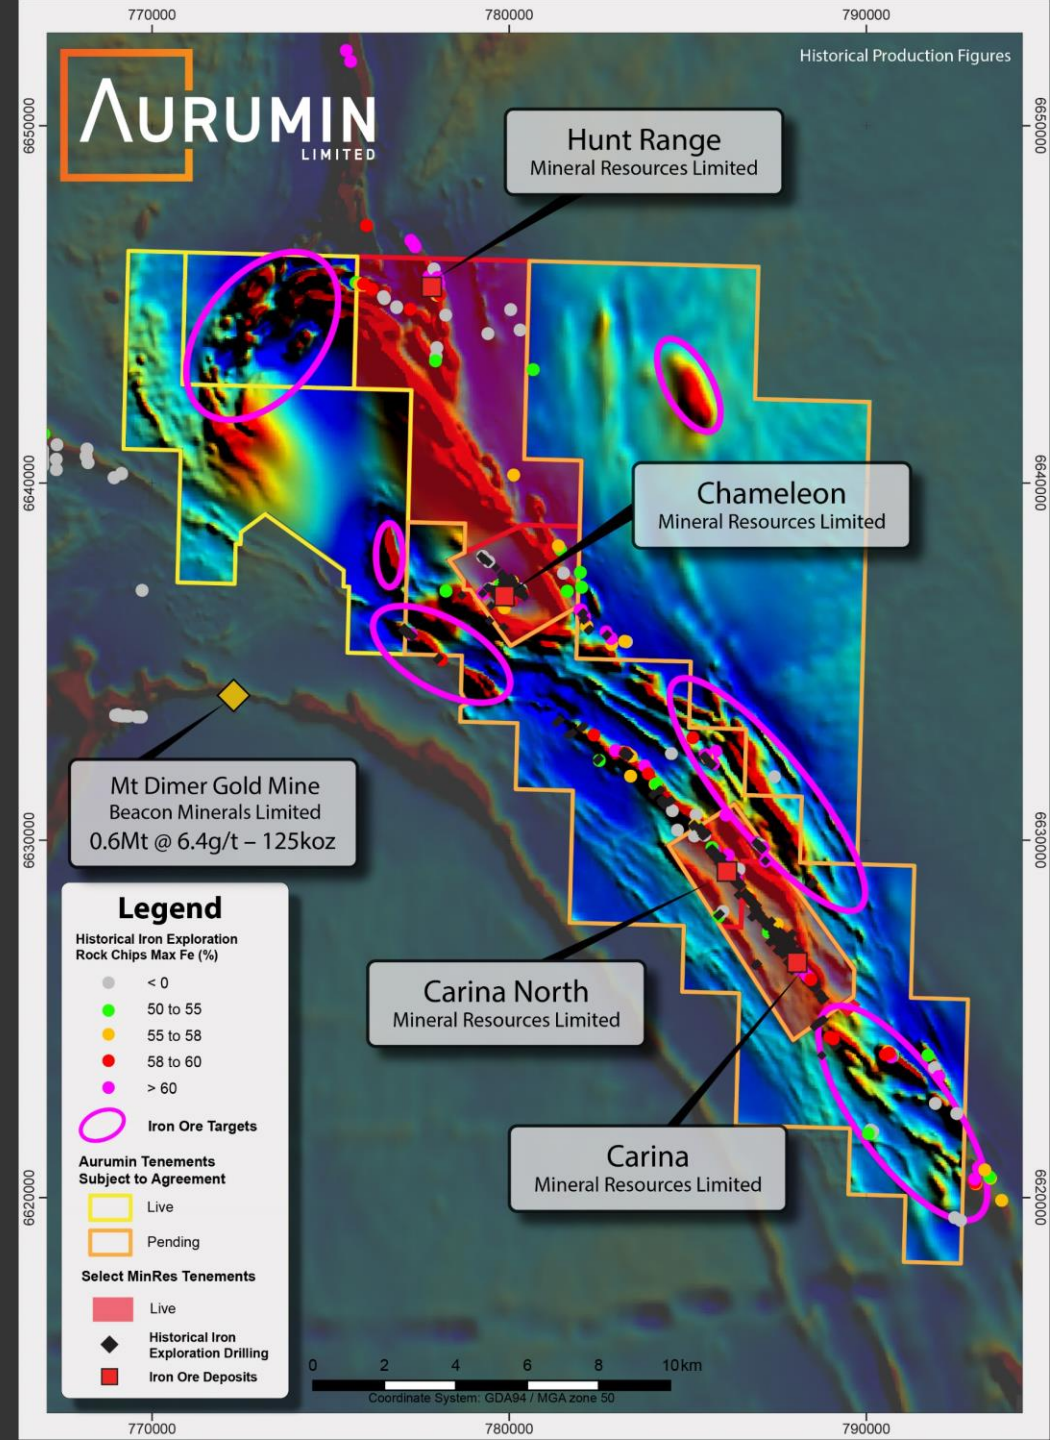 770000
780000
790000
Historical Production Figures
AURUMIN
LIMITED
6650000
6650000
Hunt Range
Mineral Resources Limited
6640000
6640000
Chameleon
Mineral Resources Limited
Mt Dimer Gold Mine
Beacon Minerals Limited
0.6Mt @ 6.4g/t – 125koz
6630000
6630000
Carina North
Mineral Resources Limited
Carina
Mineral Resources Limited
6620000
6620000
Legend
Historical Iron Exploration
Rock Chips Max Fe (%)
< 0
50 to 55
55 to 58
58 to 60
> 60
Iron Ore Targets
Aurumin Tenements
Subject to Agreement
Live
Pending
Select MinRes Tenements
Live
Historical Iron
Exploration Drilling
Iron Ore Deposits
0 2 4 6 8 10km
Coordinate System: GDA94 / MGA zone 50
770000
780000
790000